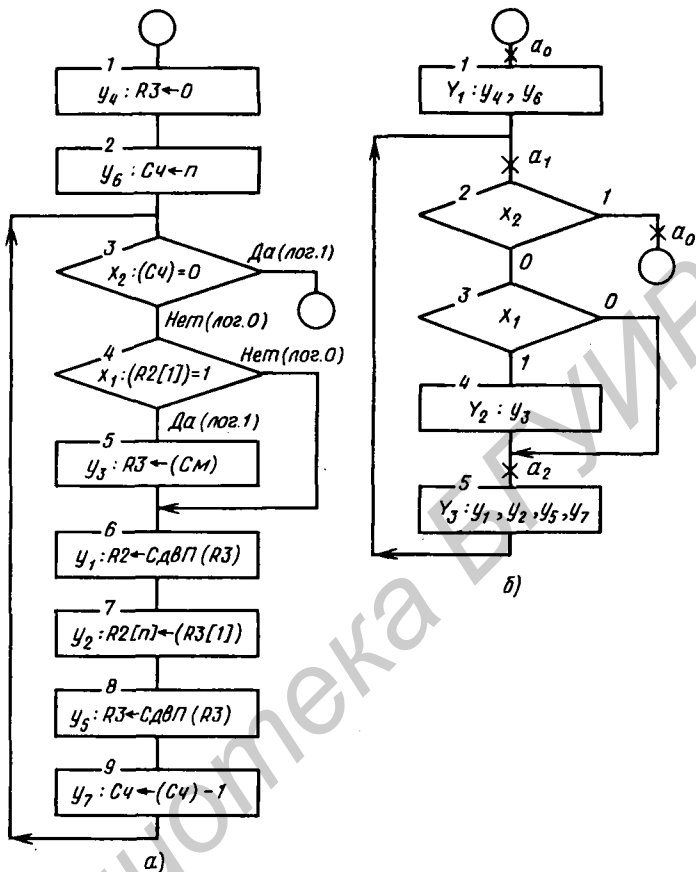 1
y₄ : R3←0
2
y₆ : Сч←n
3
x₂ : (Сч)=0
Да(лог.1)
Нет(лог.0)
4
x₁ : (R2[1])=1
Нет(лог.0)
Да(лог.1)
5
y₃ : R3←(См)
6
y₁ : R2←СдвП(R3)
7
y₂ : R2[n]←(R3[1])
8
y₅ : R3←СдвП(R3)
9
y₇ : Сч←(Сч)-1
а)
a₀
1
Y₁ : y₄, y₆
a₁
2
x₂
1
a₀
0
3
x₁
0
1
4
Y₂ : y₃
a₂
5
Y₃ : y₁, y₂, y₅, y₇
б)
иотека БГУИР